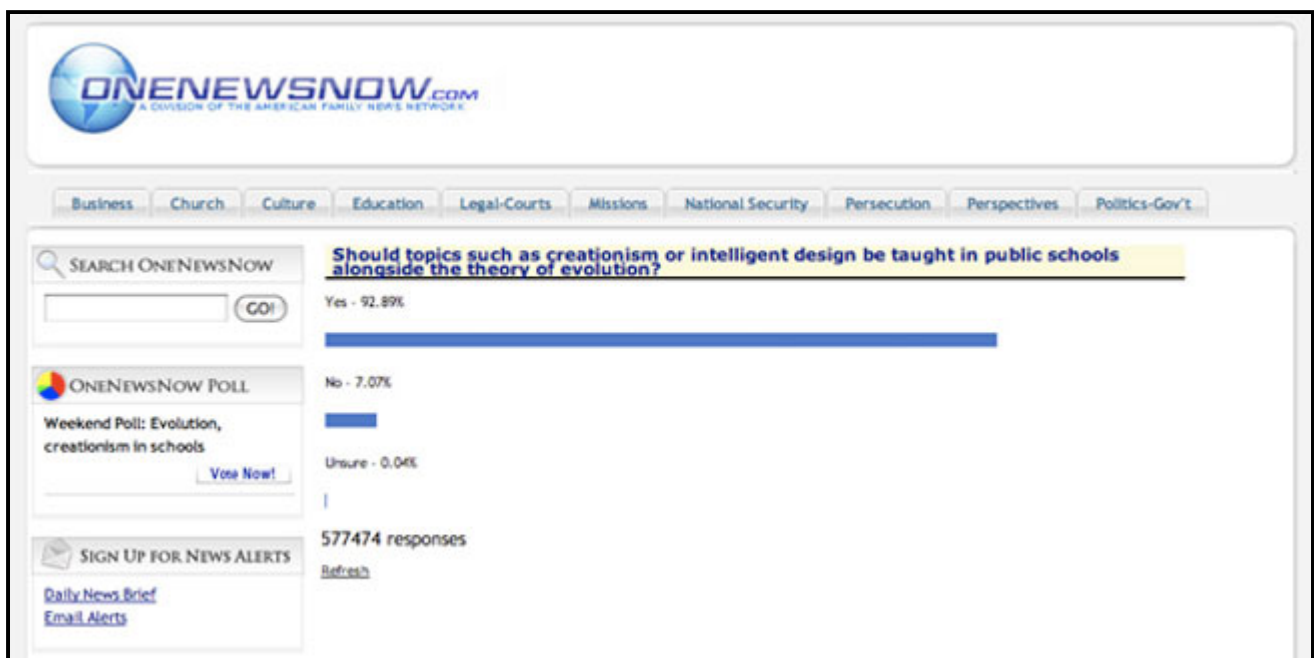 ONENEWSNOW.COM
A DIVISION OF THE AMERICAN FAMILY NEWS NETWORK
Business Church Culture Education Legal-Courts Missions National Security Persecution Perspectives Politics-Gov't
SEARCH ONENEWSNOW
GO!
ONENEWSNOW POLL
Weekend Poll: Evolution,
creationism in schools
Vote Now!
SIGN UP FOR NEWS ALERTS
Daily News Brief
Email Alerts
Should topics such as creationism or intelligent design be taught in public schools
alongside the theory of evolution?
Yes - 92.89%
No - 7.07%
Unsure - 0.04%
577474 responses
Refresh